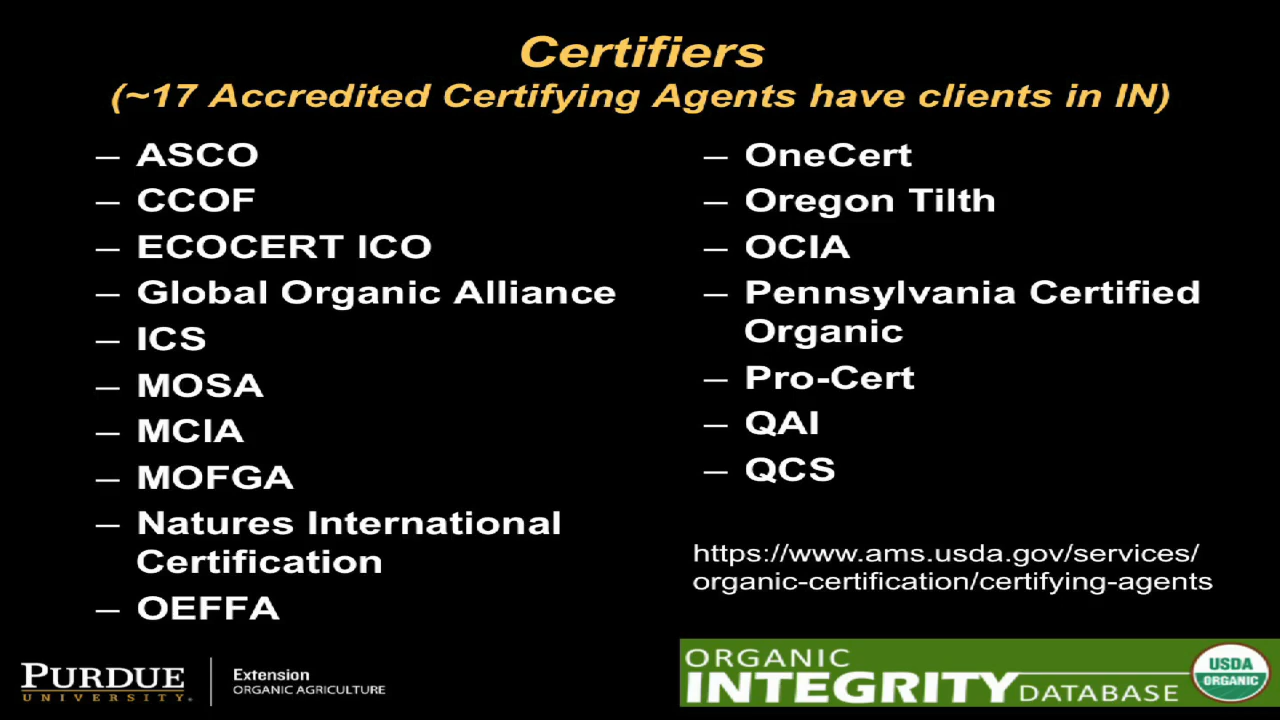 Certifiers
(~17 Accredited Certifying Agents have clients in IN)
– ASCO
– CCOF
– ECOCERT ICO
– Global Organic Alliance
– ICS
– MOSA
– MCIA
– MOFGA
– Natures International
Certification
– OEFFA
– OneCert
– Oregon Tilth
– OCIA
– Pennsylvania Certified
Organic
– Pro-Cert
– QAI
– QCS
https://www.ams.usda.gov/services/
organic-certification/certifying-agents
PURDUE
UNIVERSITY.
Extension
ORGANIC AGRICULTURE
ORGANIC
INTEGRITY DATABASE
USDA
ORGANIC